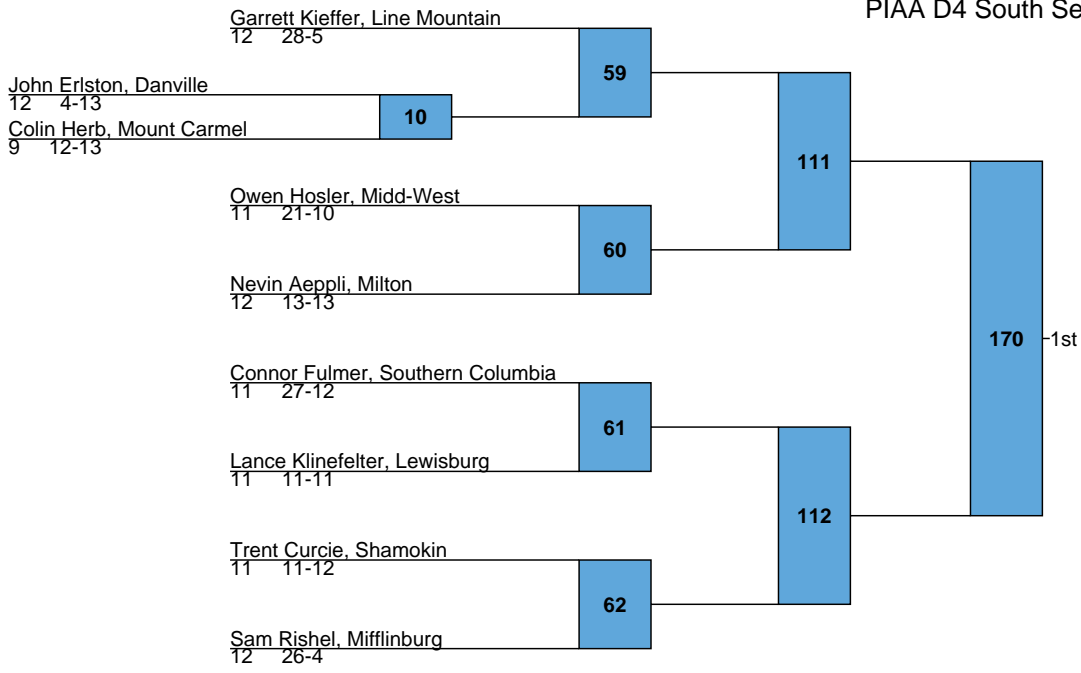 PIAA D4 South Se
Garrett Kieffer, Line Mountain
12 28-5
59
John Erlston, Danville
12 4-13
10
Colin Herb, Mount Carmel
9 12-13
111
Owen Hosler, Midd-West
11 21-10
60
Nevin Aeppli, Milton
12 13-13
170
1st
Connor Fulmer, Southern Columbia
11 27-12
61
Lance Klinefelter, Lewisburg
11 11-11
112
Trent Curcie, Shamokin
11 11-12
62
Sam Rishel, Mifflinburg
12 26-4